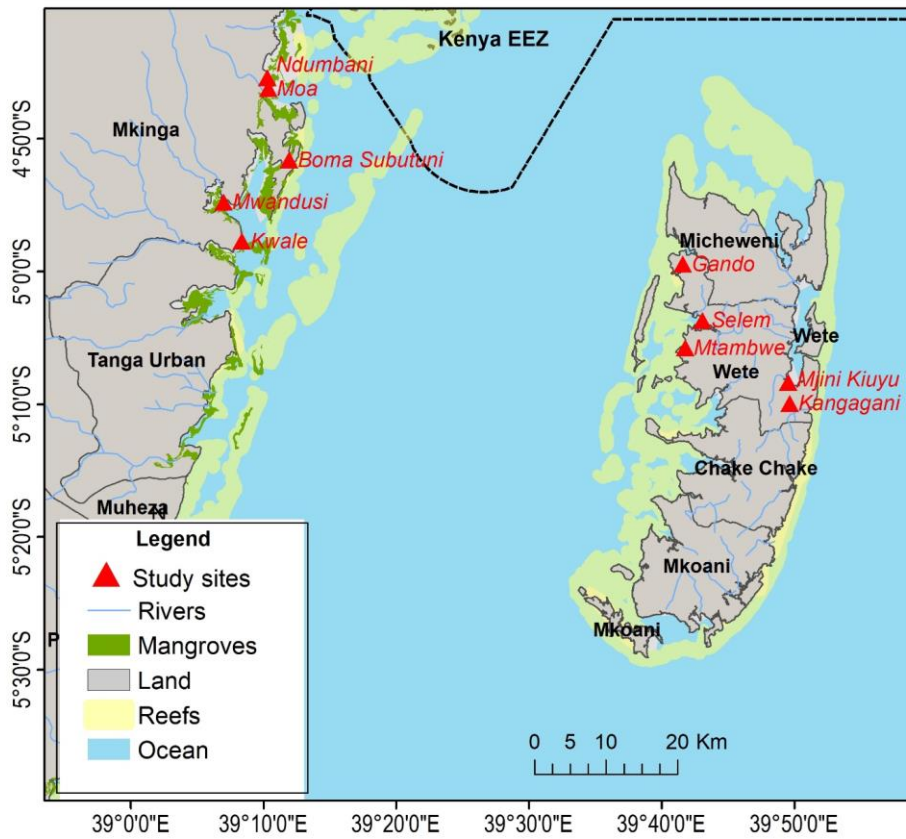 Kenya EEZ
Ndumbani
Moa
Mkinga
Boma Subutuni
Mwandusi
Kwale
Micheweni
Gando
Selem
Wete
Mtambwe
Wete
Tanga Urban
Mjini Kiuyu
Kangagani
Chake Chake
Muheza
N
Mkoani
Mkoani
P
Legend
Study sites
Rivers
Mangroves
Land
Reefs
Ocean
0 5 10 20 Km
4°50'0"S
5°0'0"S
5°10'0"S
5°20'0"S
5°30'0"S
39°0'0"E 39°10'0"E 39°20'0"E 39°30'0"E 39°40'0"E 39°50'0"E